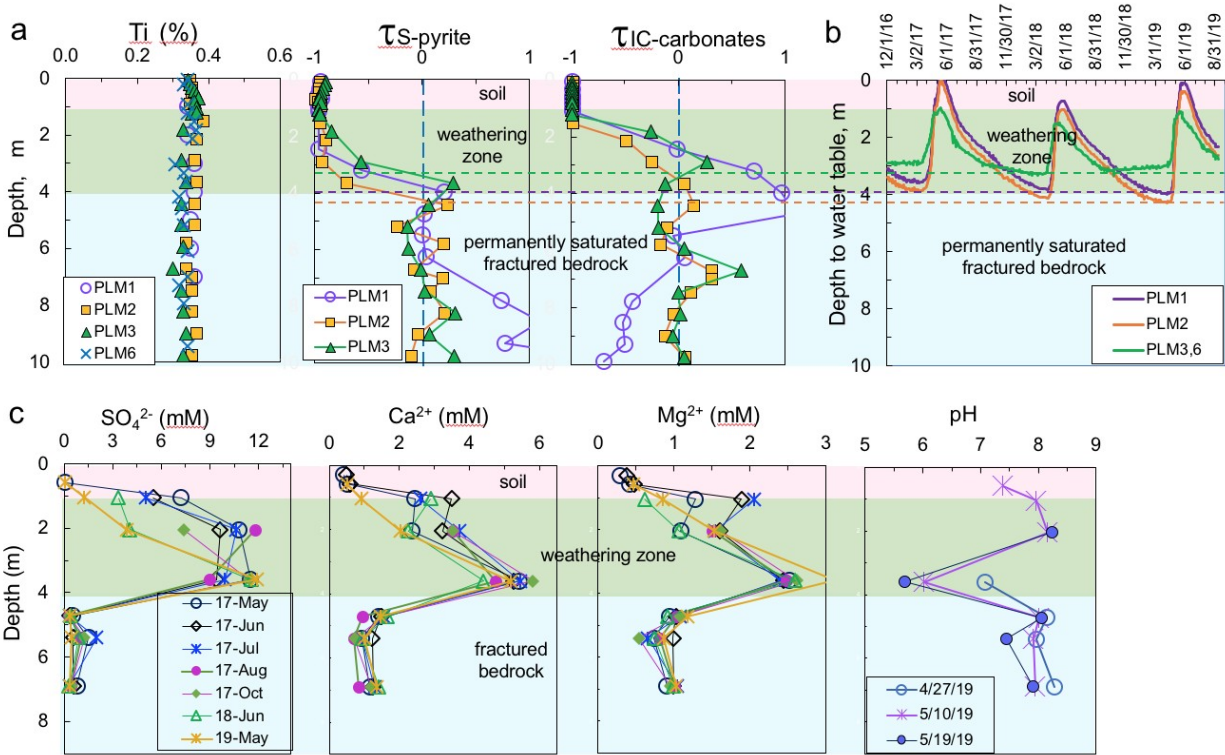 a
Ti (%)
0.0 0.2 0.4 0.6
Depth, m
0
2
4
6
8
10
PLM1
PLM2
PLM3
PLM6
τS-pyrite
-1 0 1
soil
weathering
zone
permanently saturated
fractured bedrock
PLM1
PLM2
PLM3
τIC-carbonates
-1 0 1
b
12/1/16
3/2/17
6/1/17
8/31/17
11/30/17
3/2/18
6/1/18
8/31/18
11/30/18
3/1/19
6/1/19
8/31/19
Depth to water table, m
0
2
4
6
8
10
soil
weathering
zone
permanently saturated
fractured bedrock
PLM1
PLM2
PLM3,6
c
SO₄²⁻ (mM)
0 3 6 9 12
Depth (m)
0
2
4
6
8
17-May
17-Jun
17-Jul
17-Aug
17-Oct
18-Jun
19-May
Ca²⁺ (mM)
0 2 4 6
soil
weathering zone
fractured
bedrock
Mg²⁺ (mM)
0 1 2 3
pH
5 6 7 8 9
4/27/19
5/10/19
5/19/19